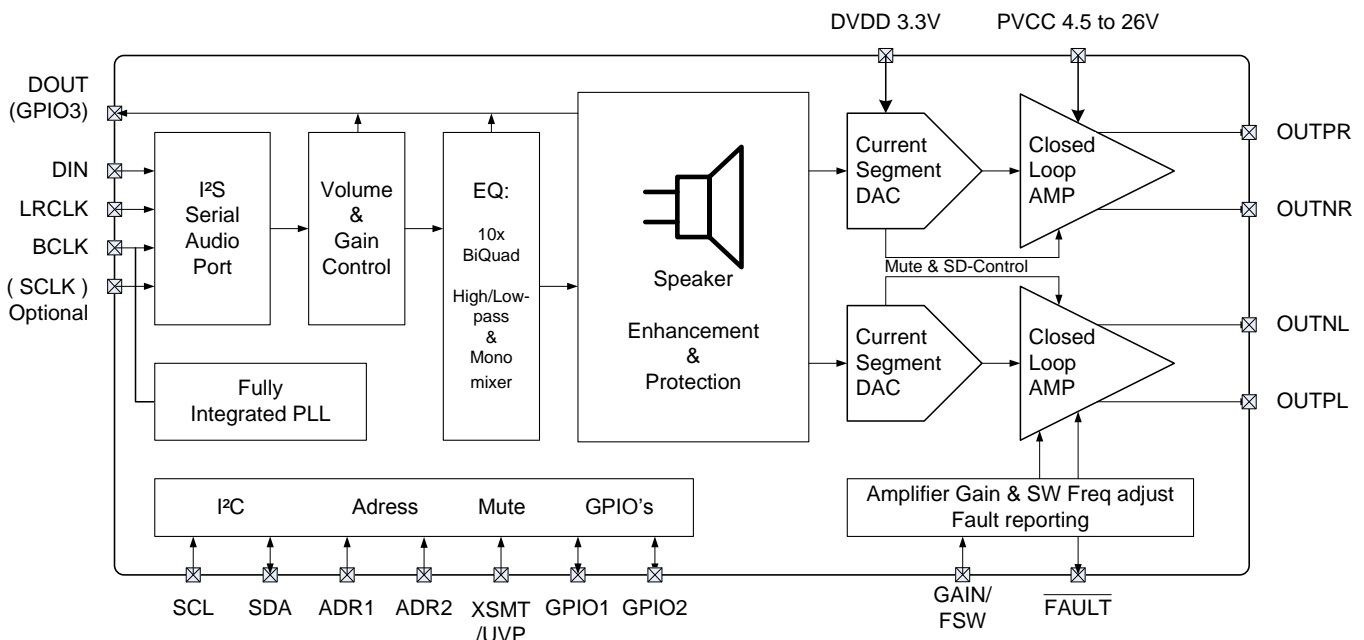 DVDD 3.3V
PVCC 4.5 to 26V
DOUT
(GPIO3)
DIN
LRCLK
BCLK
( SCLK )
Optional
I²S
Serial
Audio
Port
Volume
&
Gain
Control
EQ:
10x
BiQuad
High/Low-
pass
&
Mono
mixer
Fully
Integrated PLL
Speaker
Enhancement
&
Protection
Current
Segment
DAC
Closed
Loop
AMP
OUTPR
OUTNR
Mute & SD-Control
Current
Segment
DAC
Closed
Loop
AMP
OUTNL
OUTPL
I²C
Adress
Mute
GPIO's
Amplifier Gain & SW Freq adjust
Fault reporting
SCL
SDA
ADR1
ADR2
XSMT
/UVP
GPIO1
GPIO2
GAIN/
FSW
FAULT